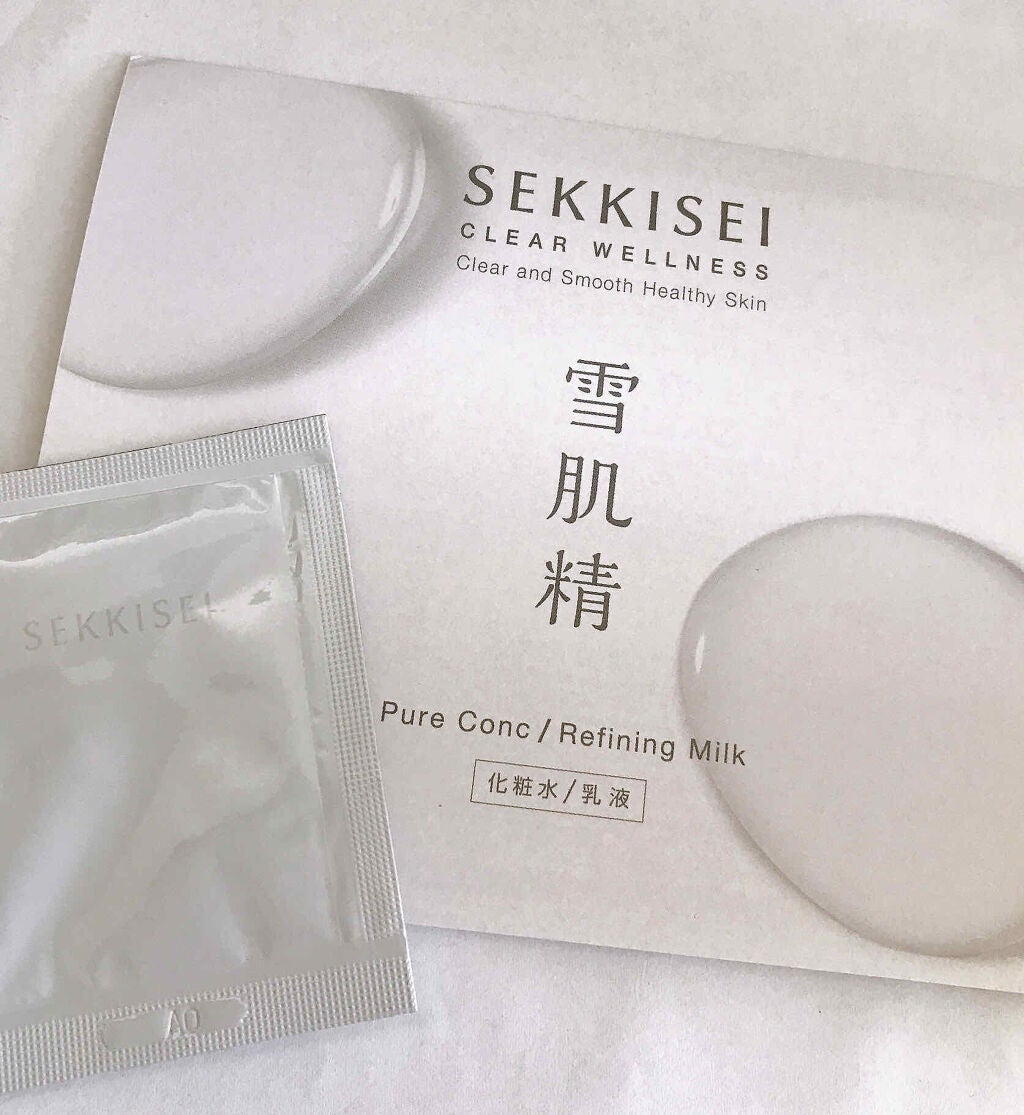 SEKKISEI
CLEAR WELLNESS
Clear and Smooth Healthy Skin
雪肌精
Pure Conc / Refining Milk
化粧水/乳液
SEKKISEI